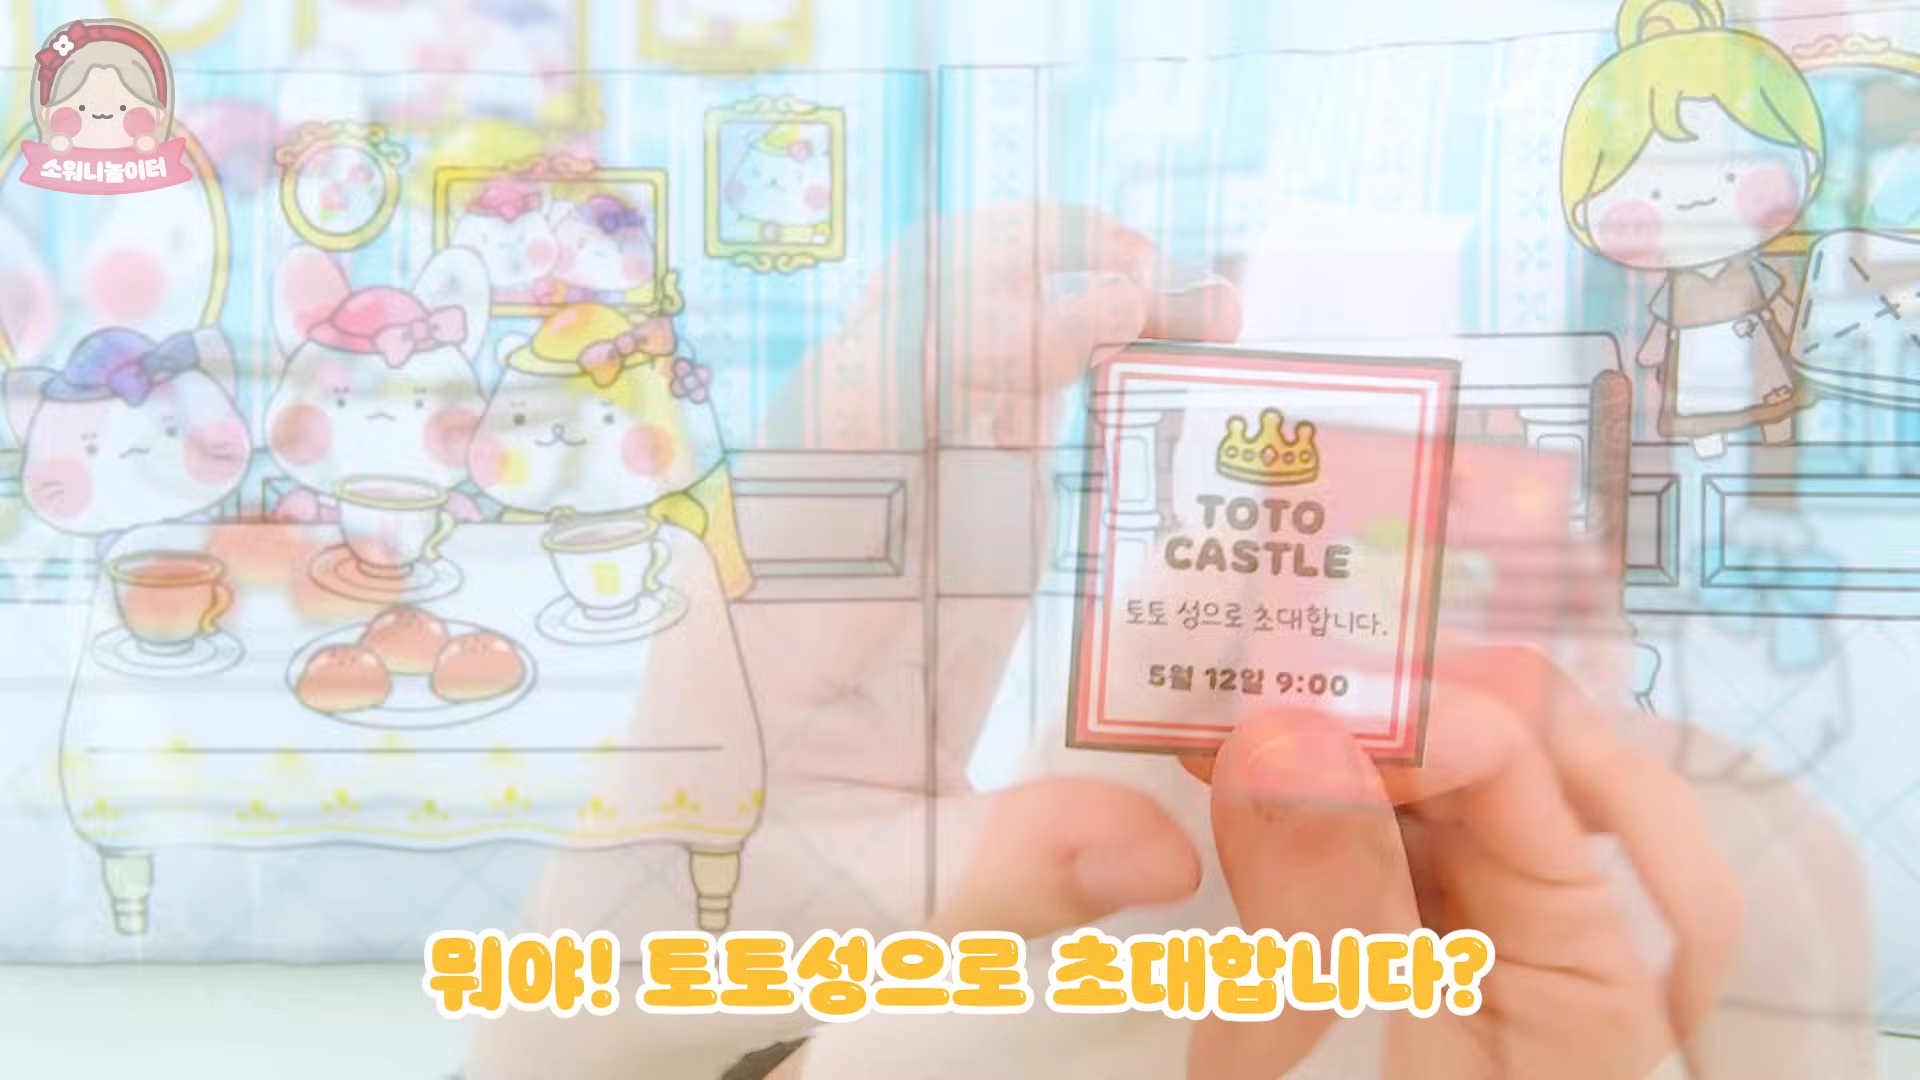 소워니놀이터
TOTO
CASTLE
토토 성으로 초대합니다.
5월 12일 9:00
뭐야! 토토성으로 초대합니다?